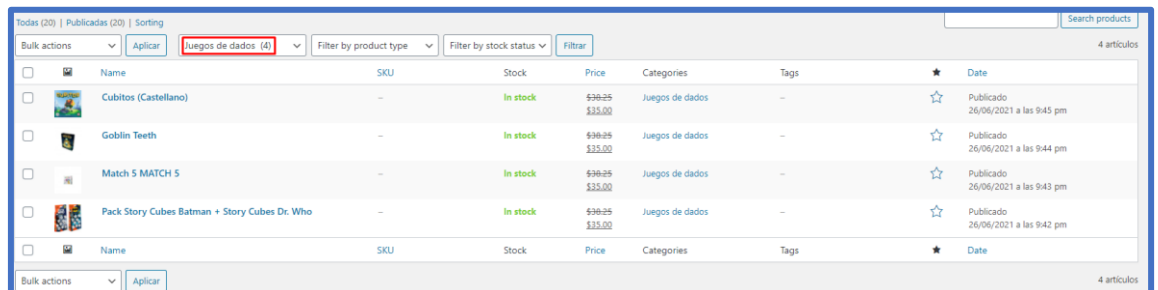 Todas (20) | Publicadas (20) | Sorting
Search products
Bulk actions Aplicar Juegos de dados (4) Filter by product type Filter by stock status Filtrar 4 artículos
Name SKU Stock Price Categories Tags Date
Cubitos (Castellano) – In stock $38.25 Juegos de dados – Publicado
$35.00 26/06/2021 a las 9:45 pm
Goblin Teeth – In stock $38.25 Juegos de dados – Publicado
$35.00 26/06/2021 a las 9:44 pm
Match 5 MATCH 5 – In stock $38.25 Juegos de dados – Publicado
$35.00 26/06/2021 a las 9:43 pm
Pack Story Cubes Batman + Story Cubes Dr. Who – In stock $38.25 Juegos de dados – Publicado
$35.00 26/06/2021 a las 9:42 pm
Name SKU Stock Price Categories Tags Date
Bulk actions Aplicar 4 artículos